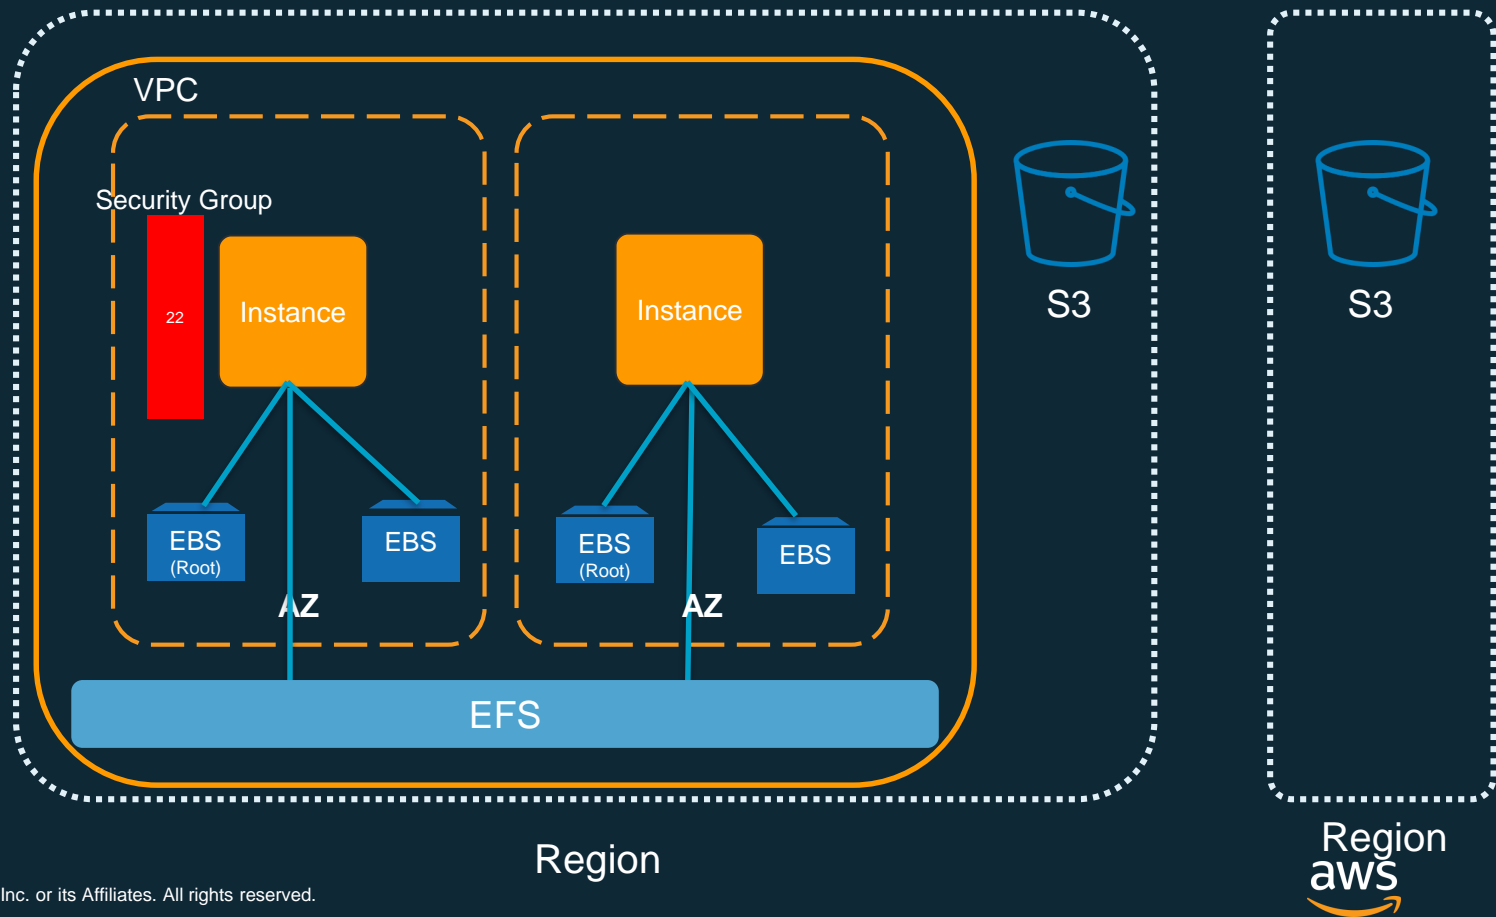 VPC
Security Group
22
Instance
Instance
S3
S3
EBS
(Root)
EBS
EBS
(Root)
EBS
AZ
AZ
EFS
Region
Region
aws
Inc. or its Affiliates. All rights reserved.